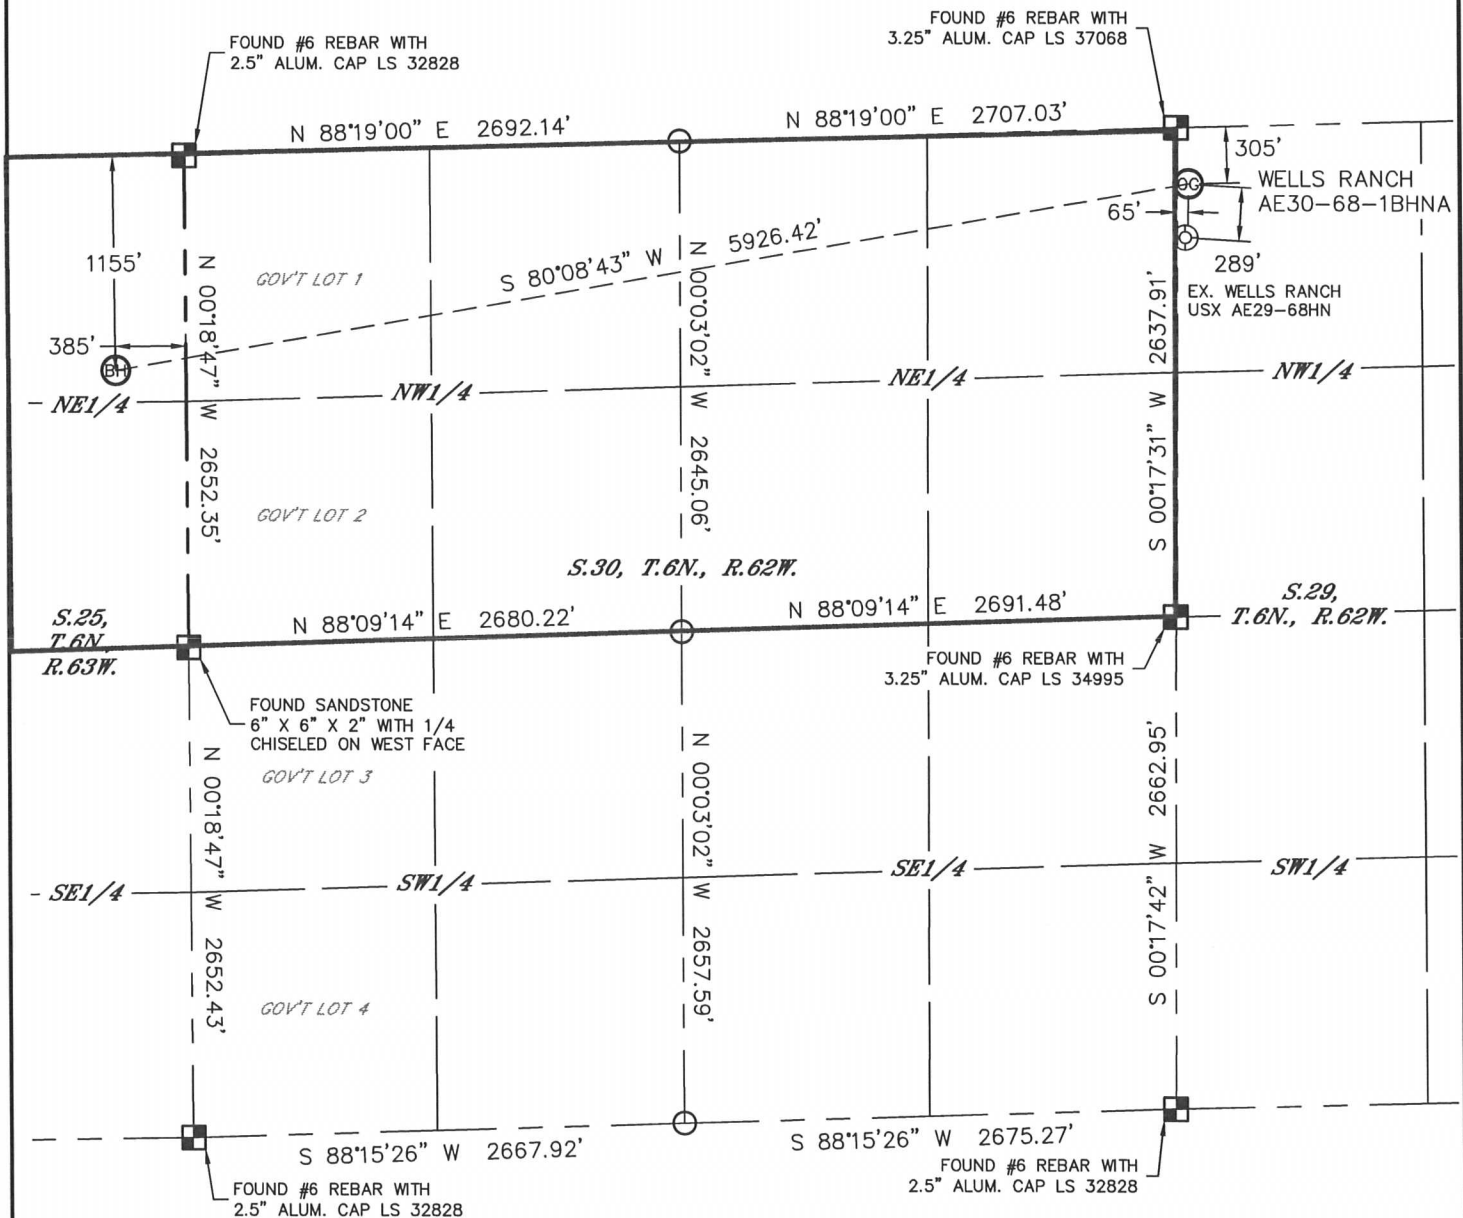 FOUND #6 REBAR WITH
3.25" ALUM. CAP LS 37068
FOUND #6 REBAR WITH
2.5" ALUM. CAP LS 32828
N 88°19'00" E 2692.14'
N 88°19'00" E 2707.03'
305'
WELLS RANCH
AE30-68-1BHNA
OG
65'
289'
EX. WELLS RANCH
USX AE29-68HN
1155'
385'
BH
GOV'T LOT 1
S 80°08'43" W 5926.42'
N 00°18'47" W 2652.35'
N 00°03'02" W 2645.06'
S 00°17'31" W 2637.91'
NE1/4
NW1/4
NE1/4
NW1/4
GOV'T LOT 2
S.30, T.6N., R.62W.
S.25,
T.6N
R.63W.
N 88°09'14" E 2680.22'
N 88°09'14" E 2691.48'
S.29,
T.6N., R.62W.
FOUND #6 REBAR WITH
3.25" ALUM. CAP LS 34995
FOUND SANDSTONE
6" X 6" X 2" WITH 1/4
CHISELED ON WEST FACE
GOV'T LOT 3
N 00°18'47" W 2652.43'
N 00°03'02" W 2657.59'
S 00°17'42" W 2662.95'
SE1/4
SW1/4
SE1/4
SW1/4
GOV'T LOT 4
S 88°15'26" W 2667.92'
S 88°15'26" W 2675.27'
FOUND #6 REBAR WITH
2.5" ALUM. CAP LS 32828
FOUND #6 REBAR WITH
2.5" ALUM. CAP LS 32828